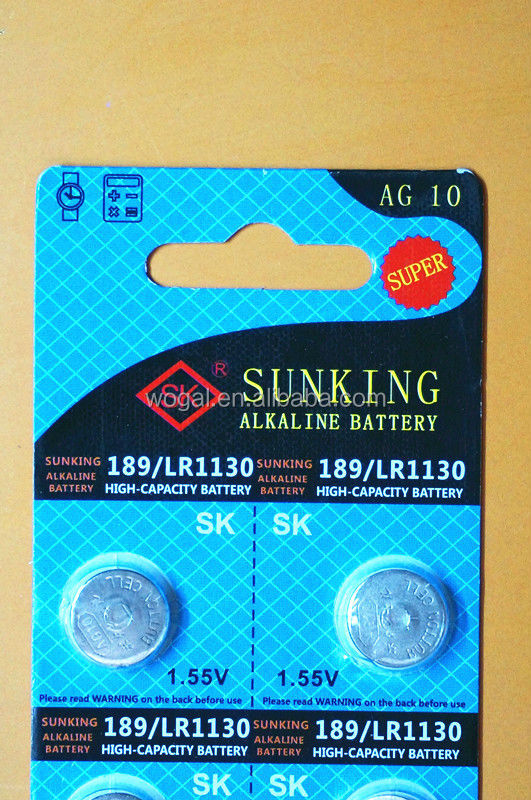 AG 10
SUPER
SK ®
SUNKING
ALKALINE BATTERY
wogal.en.alibaba.com
SUNKING ALKALINE BATTERY 189/LR1130 HIGH-CAPACITY BATTERY
SUNKING ALKALINE BATTERY 189/LR1130 HIGH-CAPACITY BATTERY
SK SK
BUTTON CELL
AG10
BUTTON CELL
1.55V 1.55V
Please read WARNING on the back before use
Please read WARNING on the back before use
SUNKING ALKALINE BATTERY 189/LR1130 HIGH-CAPACITY BATTERY
SUNKING ALKALINE BATTERY 189/LR1130 HIGH-CAPACITY BATTERY
SK SK